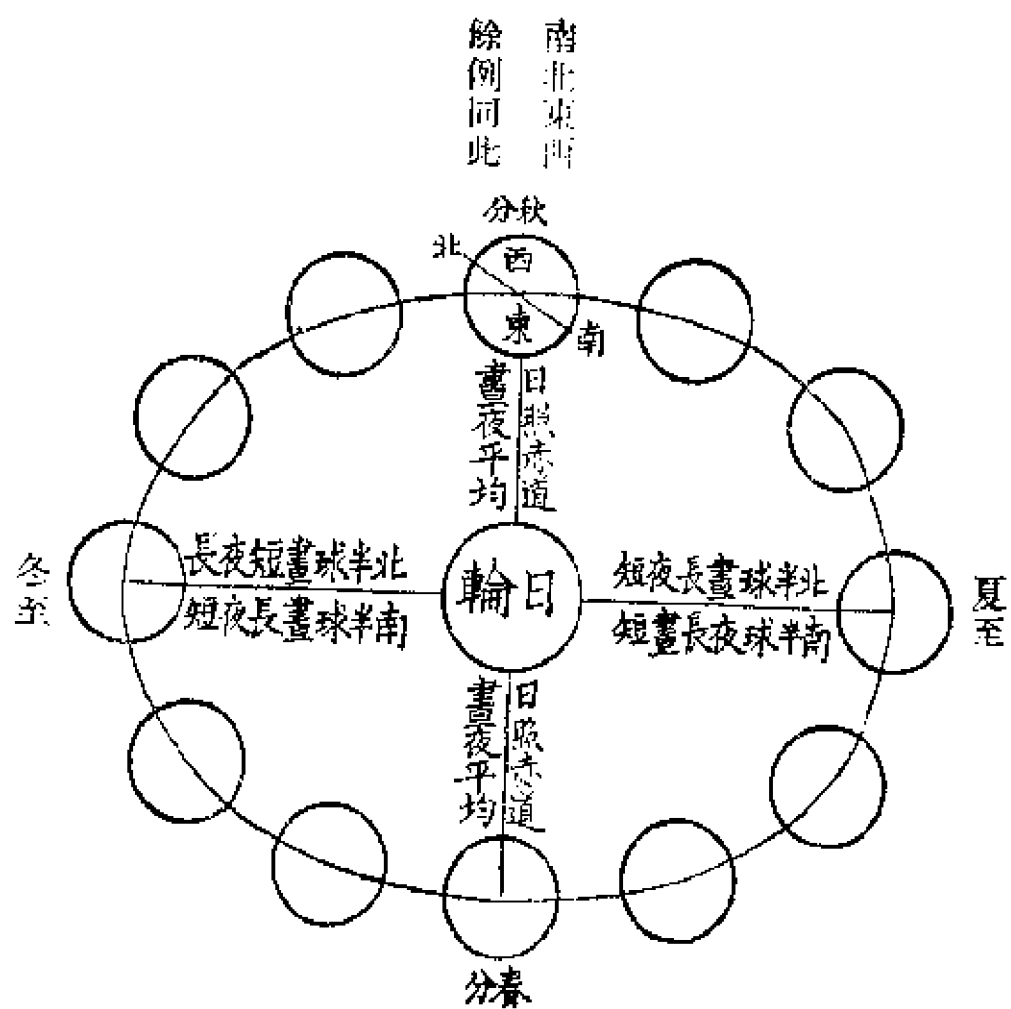 南北東西
餘例同此
秋分
北
西
東
南
日照赤道
晝夜平均
日輪
北半球晝短夜長
南半球晝長夜短
冬至
北半球晝長夜短
南半球夜長晝短
夏至
日照赤道
晝夜平均
春分